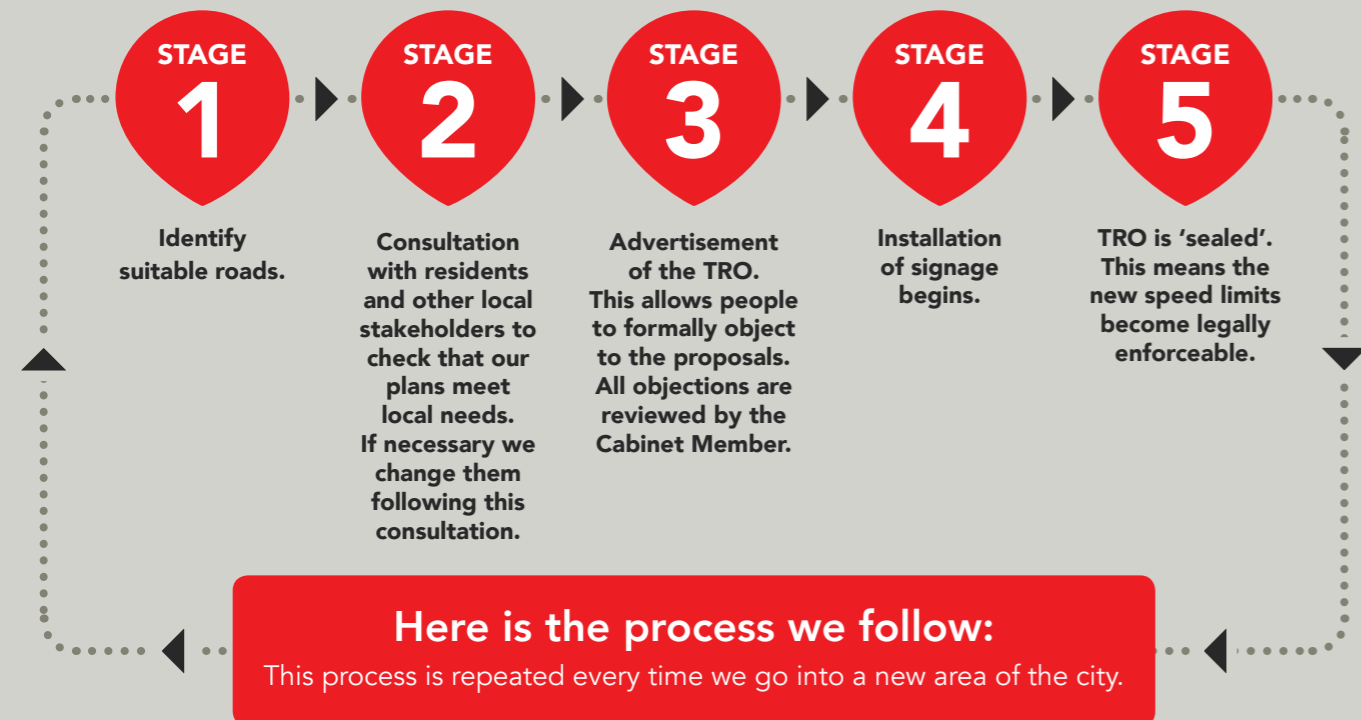 STAGE
1
Identify
suitable roads.
STAGE
2
Consultation
with residents
and other local
stakeholders to
check that our
plans meet
local needs.
If necessary we
change them
following this
consultation.
STAGE
3
Advertisement
of the TRO.
This allows people
to formally object
to the proposals.
All objections are
reviewed by the
Cabinet Member.
STAGE
4
Installation
of signage
begins.
STAGE
5
TRO is ‘sealed’.
This means the
new speed limits
become legally
enforceable.
Here is the process we follow:
This process is repeated every time we go into a new area of the city.